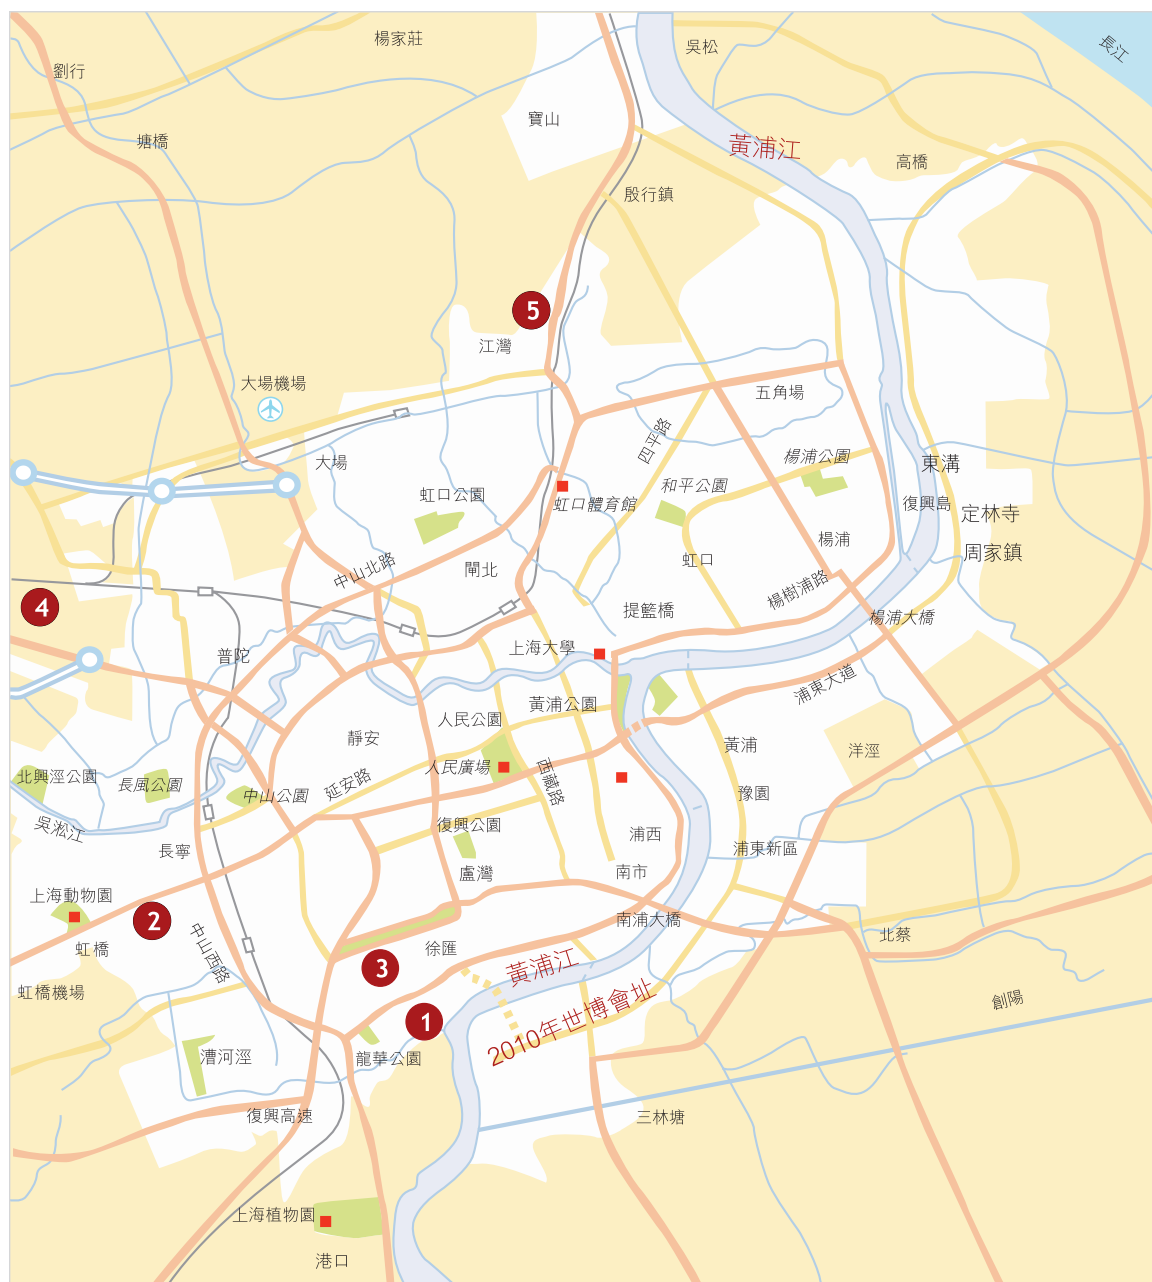 楊家莊
吳松
長江
劉行
寶山
塘橋
黃浦江
高橋
殷行鎮
5
江灣
大場機場
五角場
四平路
大場
楊浦公園
東溝
虹口公園
虹口體育館
和平公園
復興島
定林寺
楊浦
周家鎮
虹口
閘北
中山北路
楊樹浦路
4
提籃橋
楊浦大橋
上海大學
普陀
浦東大道
黃浦公園
人民公園
靜安
黃浦
洋涇
人民廣場
北興涇公園
長風公園
中山公園
延安路
西藏路
豫園
吳淞江
復興公園
浦西
浦東新區
長寧
盧灣
南市
上海動物園
2
南浦大橋
北蔡
虹橋
中山西路
徐匯
3
黃浦江
虹橋機場
2010年世博會址
創陽
1
漕河涇
龍華公園
復興高速
三林塘
上海植物園
港口